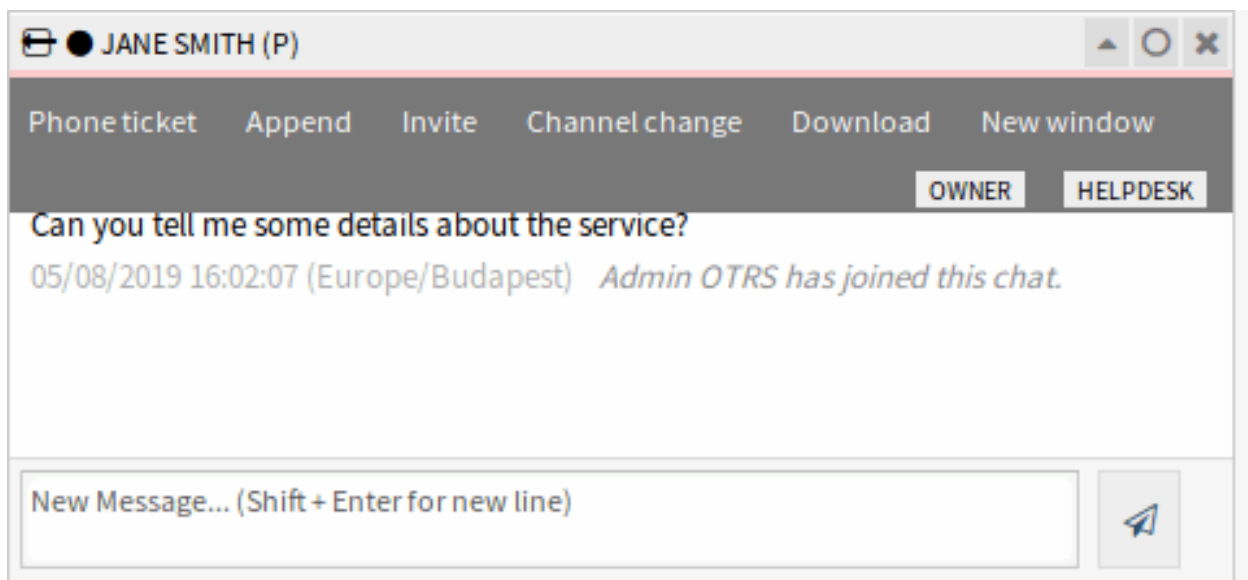 JANE SMITH (P)
Phone ticket Append Invite Channel change Download New window
OWNER HELPDESK
Can you tell me some details about the service?
05/08/2019 16:02:07 (Europe/Budapest) Admin OTRS has joined this chat.
New Message... (Shift + Enter for new line)